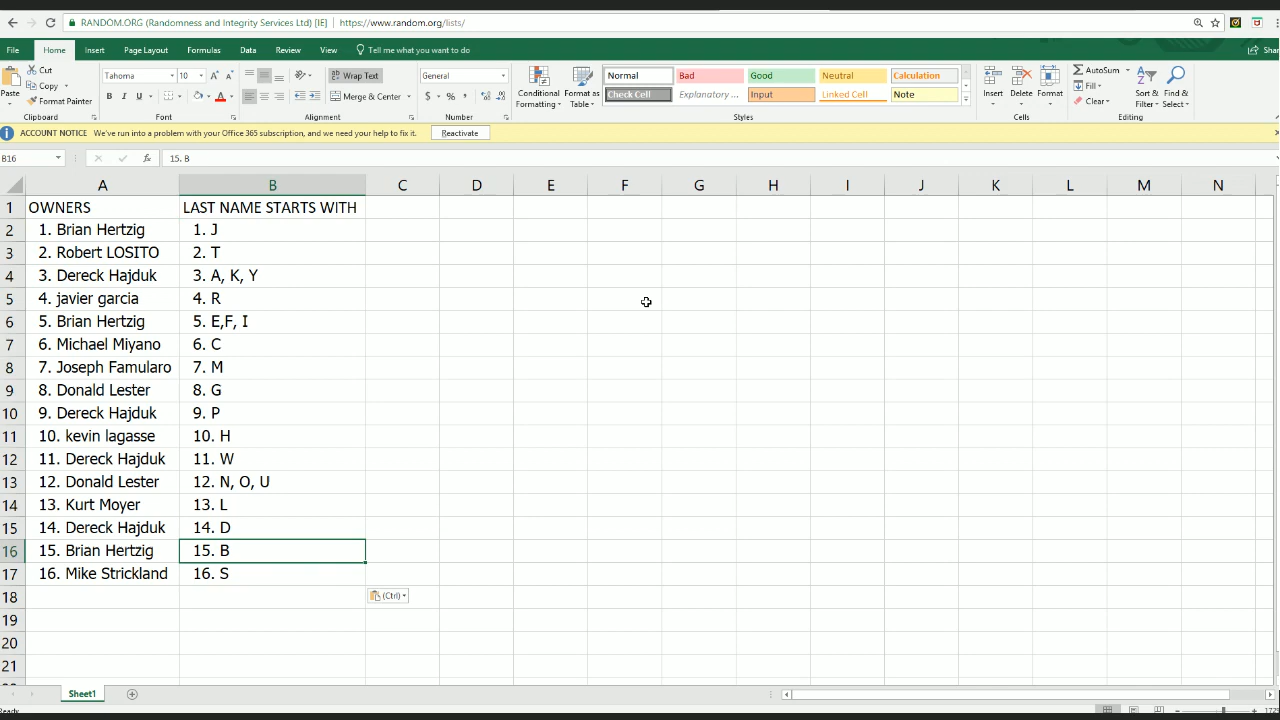 RANDOM.ORG (Randomness and Integrity Services Ltd) [IE] https://www.random.org/lists/
File Home Insert Page Layout Formulas Data Review View Tell me what you want to do Shar
Paste Cut Copy Format Painter Clipboard
Tahoma 10 A A B I U A Font
Wrap Text Merge & Center Alignment
General $ % , Number
Conditional Formatting Format as Table
Normal Bad Good Neutral Calculation
Check Cell Explanatory ... Input Linked Cell Note
Styles
Insert Delete Format Cells
AutoSum Fill Clear Sort & Filter Find & Select Editing
ACCOUNT NOTICE We've run into a problem with your Office 365 subscription, and we need your help to fix it. Reactivate
B16 fx 15. B
A B C D E F G H I J K L M N
1 OWNERS LAST NAME STARTS WITH
2 1. Brian Hertzig 1. J
3 2. Robert LOSITO 2. T
4 3. Dereck Hajduk 3. A, K, Y
5 4. javier garcia 4. R
6 5. Brian Hertzig 5. E,F, I
7 6. Michael Miyano 6. C
8 7. Joseph Famularo 7. M
9 8. Donald Lester 8. G
10 9. Dereck Hajduk 9. P
11 10. kevin lagasse 10. H
12 11. Dereck Hajduk 11. W
13 12. Donald Lester 12. N, O, U
14 13. Kurt Moyer 13. L
15 14. Dereck Hajduk 14. D
16 15. Brian Hertzig 15. B
17 16. Mike Strickland 16. S
18 (Ctrl)
19
20
21
Sheet1